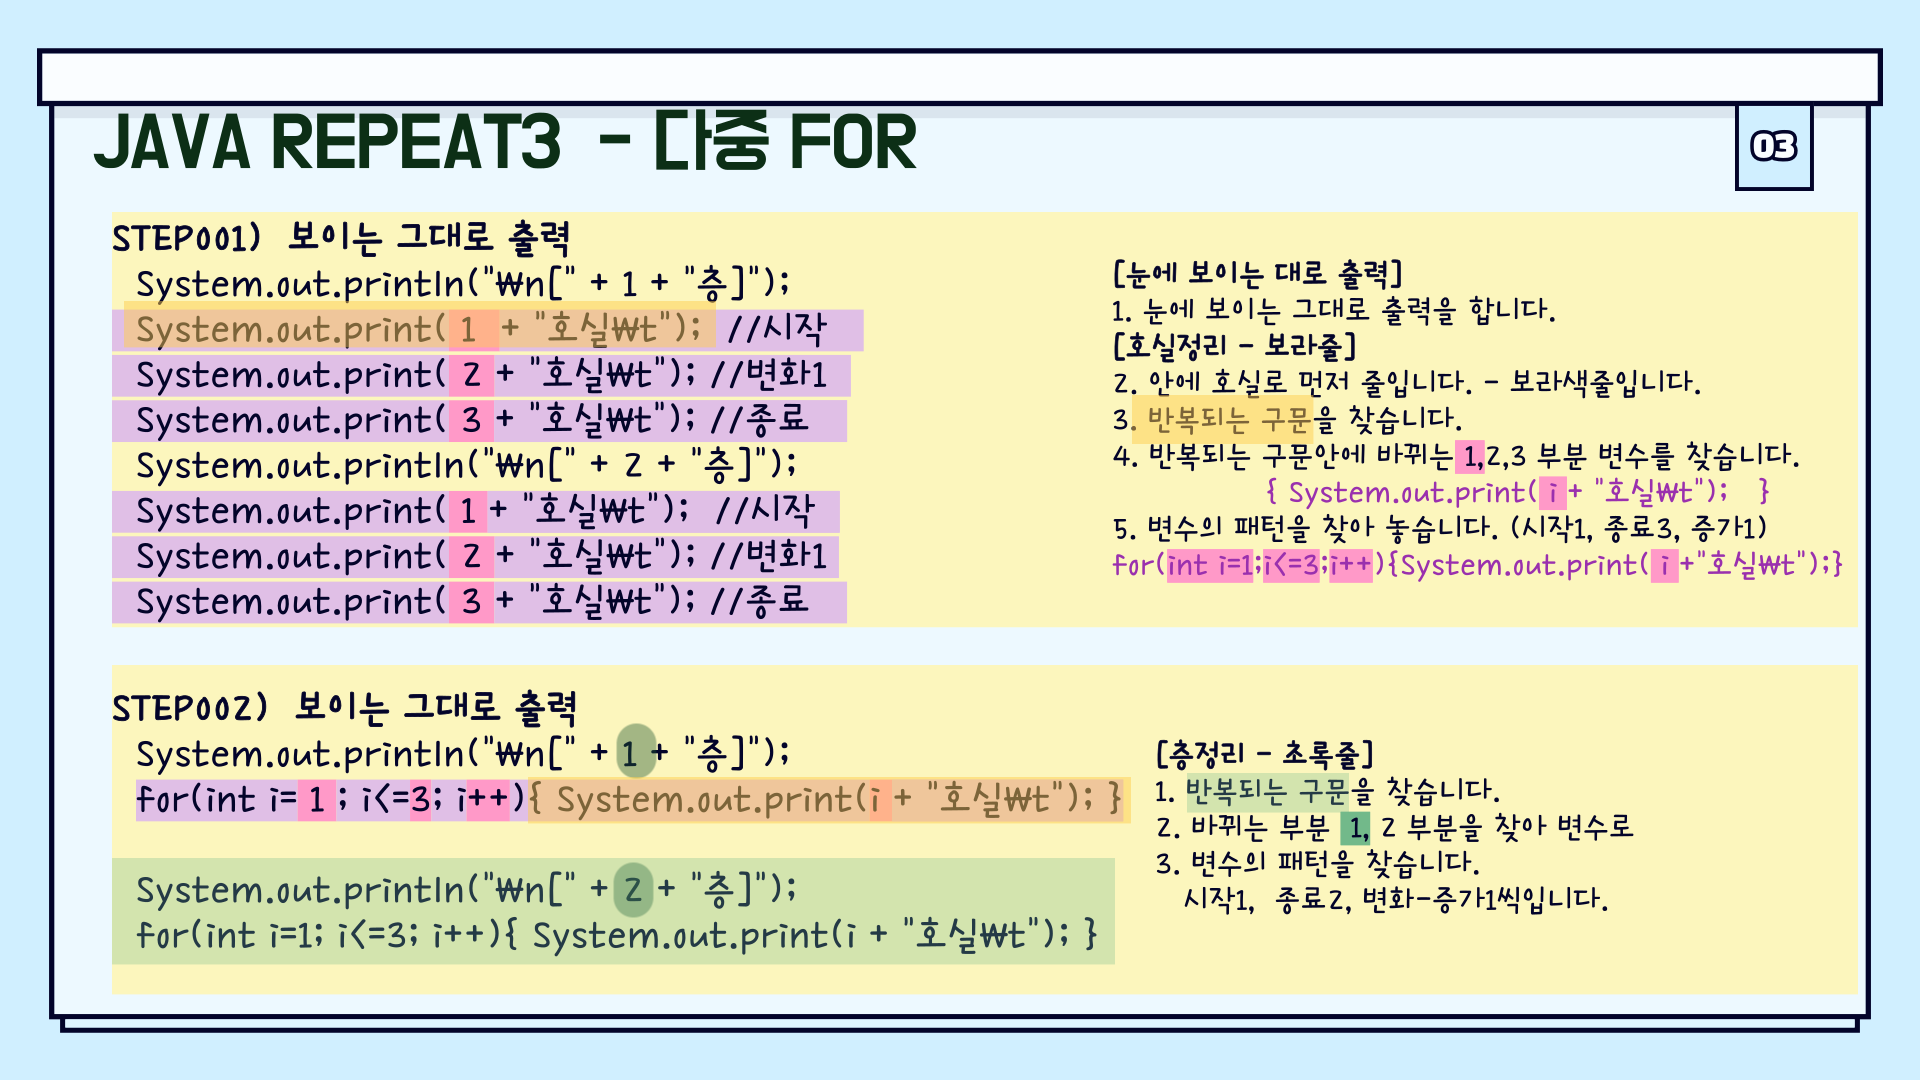 JAVA REPEAT3 - 다중 FOR
03
STEP001) 보이는 그대로 출력
System.out.println("₩n[" + 1 + "층]");
System.out.print( 1 + "호실₩t"); //시작
System.out.print( 2 + "호실₩t"); //변화1
System.out.print( 3 + "호실₩t"); //종료
System.out.println("₩n[" + 2 + "층]");
System.out.print( 1 + "호실₩t"); //시작
System.out.print( 2 + "호실₩t"); //변화1
System.out.print( 3 + "호실₩t"); //종료
[눈에 보이는 대로 출력]
1. 눈에 보이는 그대로 출력을 합니다.
[호실정리 - 보라줄]
2. 안에 호실로 먼저 줄입니다. - 보라색줄입니다.
3. 반복되는 구문을 찾습니다.
4. 반복되는 구문안에 바뀌는 1,2,3 부분 변수를 찾습니다.
{ System.out.print( i + "호실₩t"); }
5. 변수의 패턴을 찾아 놓습니다. (시작1, 종료3, 증가1)
for(int i=1;i<=3;i++){System.out.print( i +"호실₩t");}
STEP002) 보이는 그대로 출력
System.out.println("₩n[" + 1 + "층]");
for(int i= 1 ; i<=3; i++){ System.out.print(i + "호실₩t"); }
System.out.println("₩n[" + 2 + "층]");
for(int i=1; i<=3; i++){ System.out.print(i + "호실₩t"); }
[층정리 - 초록줄]
1. 반복되는 구문을 찾습니다.
2. 바뀌는 부분 1, 2 부분을 찾아 변수로
3. 변수의 패턴을 찾습니다.
시작1, 종료2, 변화-증가1씩입니다.